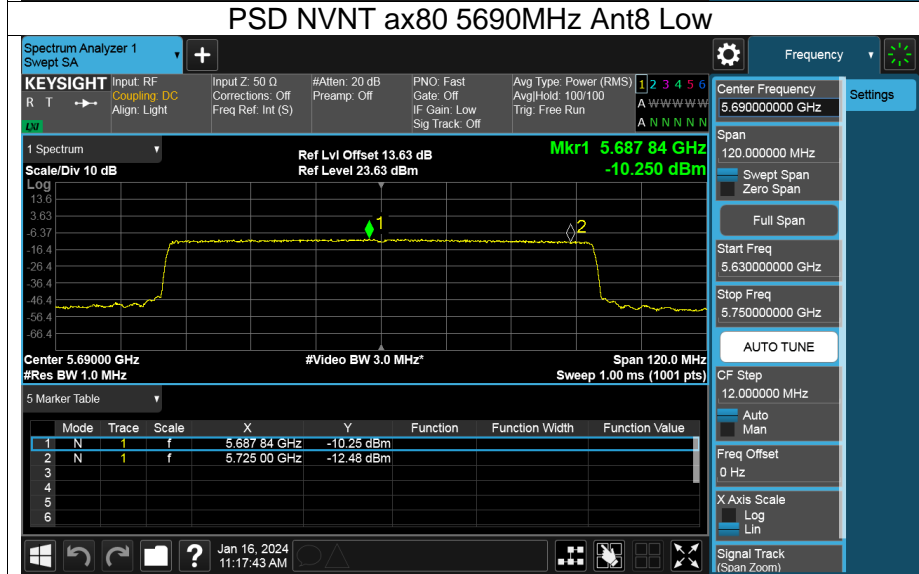 PSD NVNT ax80 5690MHz Ant8 Low
Spectrum Analyzer 1
Swept SA
+
Frequency
KEYSIGHT
R T
LXI
Input: RF
Coupling: DC
Align: Light
Input Z: 50 Ω
Corrections: Off
Freq Ref: Int (S)
#Atten: 20 dB
Preamp: Off
PNO: Fast
Gate: Off
IF Gain: Low
Sig Track: Off
Avg Type: Power (RMS)
Avg|Hold: 100/100
Trig: Free Run
1 2 3 4 5 6
A W W W W W
A N N N N N
1 Spectrum
Scale/Div 10 dB
Ref Lvl Offset 13.63 dB
Ref Level 23.63 dBm
Mkr1 5.687 84 GHz
-10.250 dBm
Log
13.6
3.63
-6.37
-16.4
-26.4
-36.4
-46.4
-56.4
-66.4
1
2
Center 5.69000 GHz
#Video BW 3.0 MHz*
Span 120.0 MHz
#Res BW 1.0 MHz
Sweep 1.00 ms (1001 pts)
5 Marker Table
Mode Trace Scale X Y Function Function Width Function Value
1 N 1 f 5.687 84 GHz -10.25 dBm
2 N 1 f 5.725 00 GHz -12.48 dBm
3
4
5
6
Center Frequency
5.690000000 GHz
Settings
Span
120.000000 MHz
Swept Span
Zero Span
Full Span
Start Freq
5.630000000 GHz
Stop Freq
5.750000000 GHz
AUTO TUNE
CF Step
12.000000 MHz
Auto
Man
Freq Offset
0 Hz
X Axis Scale
Log
Lin
Signal Track
(Span Zoom)
?
Jan 16, 2024
11:17:43 AM